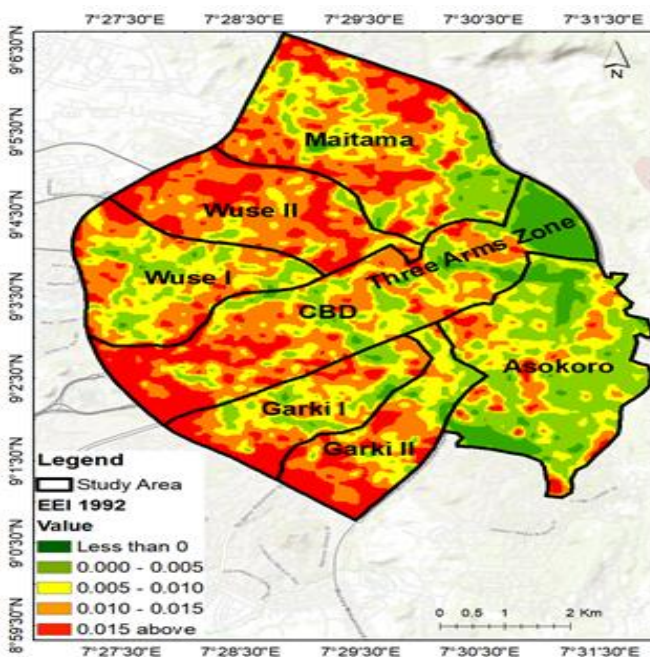 7°27'30"E 7°28'30"E 7°29'30"E 7°30'30"E 7°31'30"E
9°6'30"N
9°5'30"N
9°4'30"N
9°3'30"N
9°2'30"N
9°1'30"N
9°0'30"N
8°59'30"N
N
Maitama
Wuse II
Three Arms Zone
Wuse I
CBD
Asokoro
Garki I
Garki II
Legend
Study Area
EEI 1992
Value
Less than 0
0.000 - 0.005
0.005 - 0.010
0.010 - 0.015
0.015 above
0 0.5 1 2 Km
7°27'30"E 7°28'30"E 7°29'30"E 7°30'30"E 7°31'30"E